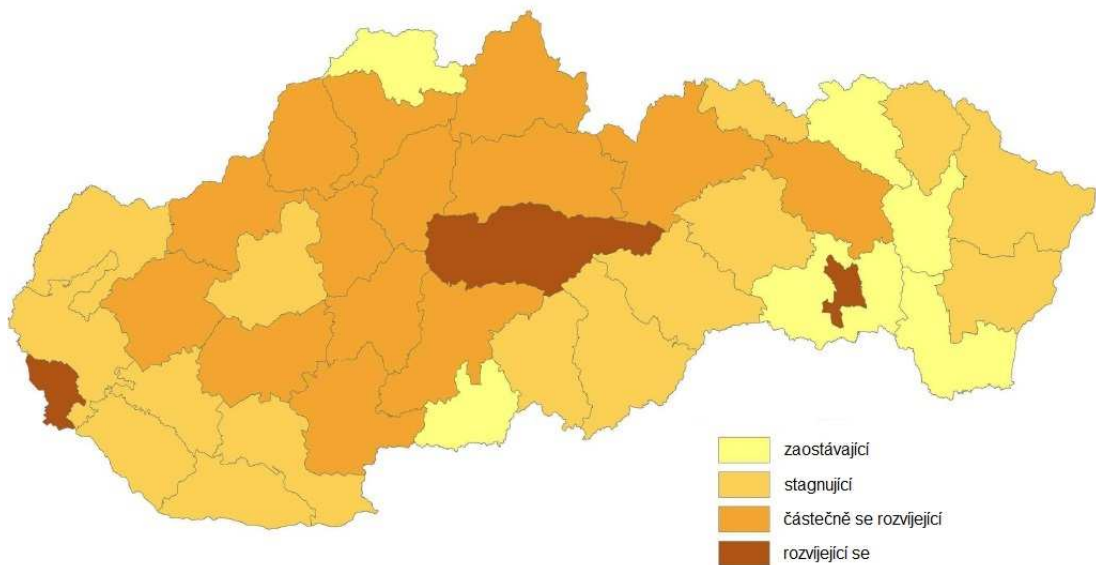 zaostávající
stagnující
částečně se rozvíjející
rozvíjející se